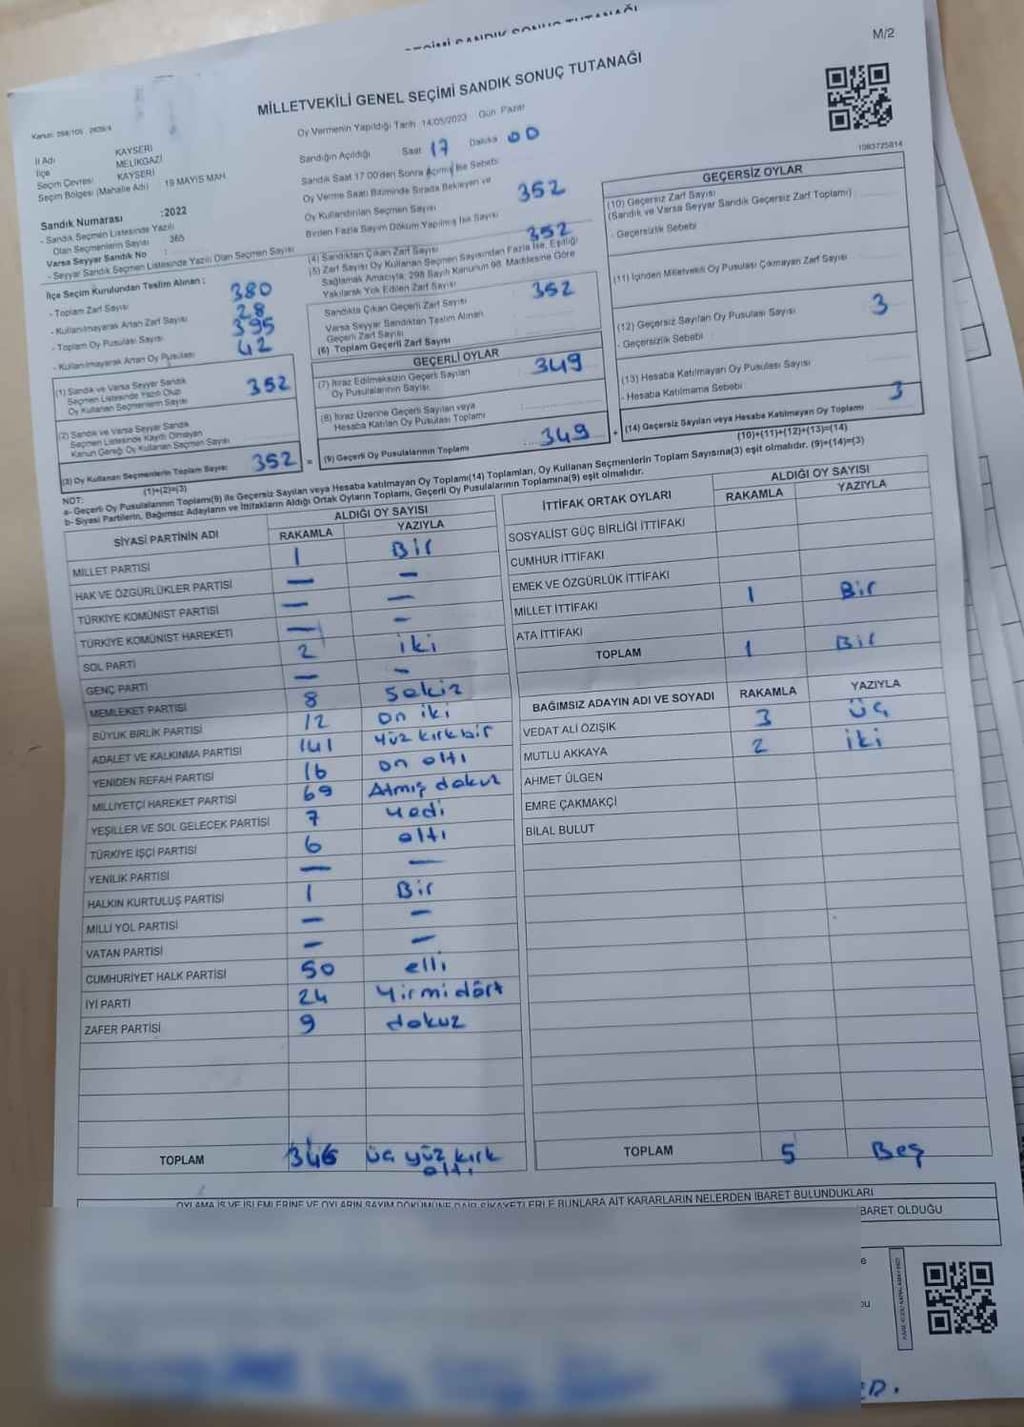 M/2
MİLLETVEKİLİ GENEL SEÇİMİ SANDIK SONUÇ TUTANAĞI
1083725814
İl Adı KAYSERİ
İlçe MELİKGAZİ
Seçim Çevresi KAYSERİ
Seçim Bölgesi (Mahalle Adı) 19 MAYIS MAH.
Sandık Numarası :2022
- Sandık Seçmen Listesinde Yazılı
Olan Seçmenlerin Sayısı 365
Varsa Seyyar Sandık No :
- Seyyar Sandık Seçmen Listesinde Yazılı Olan Seçmen Sayısı
İlçe Seçim Kurulundan Teslim Alınan :
- Toplam Zarf Sayısı 380
- Kullanılmayarak Artan Zarf Sayısı 28
- Toplam Oy Pusulası Sayısı 395
- Kullanılmayarak Artan Oy Pusulası 42
(1) Sandık ve Varsa Seyyar Sandık
Seçmen Listesinde Yazılı Olup
Oy Kullanan Seçmenlerin Sayısı 352
(2) Sandık ve Varsa Seyyar Sandık
Seçmen Listesinde Kayıtlı Olmayan
Kanun Gereği Oy Kullanan Seçmen Sayısı
(3) Oy Kullanan Seçmenlerin Toplam Sayısı 352
(1)+(2)=(3)
Oy Vermenin Yapıldığı Tarih 14/05/2023 Gün Pazar
Sandığın Açıldığı Saat 17 Dakika 00
Sandık Saat 17:00'den Sonra Açılmış İse Sebebi
Oy Verme Saati Bitiminde Sırada Bekleyen ve
Oy Kullandırılan Seçmen Sayısı 352
Birden Fazla Sayım Döküm Yapılmış İse Sayısı
(4) Sandıktan Çıkan Zarf Sayısı 352
(5) Zarf Sayısı Oy Kullanan Seçmen Sayısından Fazla İse, Eşitliği
Sağlamak Amacıyla, 298 Sayılı Kanunun 98. Maddesine Göre
Yakılarak Yok Edilen Zarf Sayısı
Sandıkta Çıkan Geçerli Zarf Sayısı 352
Varsa Seyyar Sandıktan Teslim Alınan
Geçerli Zarf Sayısı
(6) Toplam Geçerli Zarf Sayısı
GEÇERLİ OYLAR
(7) İtiraz Edilmeksizin Geçerli Sayılan
Oy Pusulalarının Sayısı 349
(8) İtiraz Üzerine Geçerli Sayılan veya
Hesaba Katılan Oy Pusulası Toplamı
= (9) Geçerli Oy Pusulalarının Toplamı 349
GEÇERSİZ OYLAR
(10) Geçersiz Zarf Sayısı
(Sandık ve Varsa Seyyar Sandık Geçersiz Zarf Toplamı)
- Geçersizlik Sebebi
(11) İçinden Milletvekili Oy Pusulası Çıkmayan Zarf Sayısı
(12) Geçersiz Sayılan Oy Pusulası Sayısı 3
- Geçersizlik Sebebi
(13) Hesaba Katılmayan Oy Pusulası Sayısı
- Hesaba Katılmama Sebebi
+ (14) Geçersiz Sayılan veya Hesaba Katılmayan Oy Toplamı 3
(10)+(11)+(12)+(13)=(14)
NOT:
a- Geçerli Oy Pusulalarının Toplamı(9) ile Geçersiz Sayılan veya Hesaba katılmayan Oy Toplamı(14) Toplamları, Oy Kullanan Seçmenlerin Toplam Sayısına(3) eşit olmalıdır. (9)+(14)=(3)
b- Siyasi Partilerin, Bağımsız Adayların ve İttifakların Aldığı Ortak Oyların Toplamı, Geçerli Oy Pusulalarının Toplamına(9) eşit olmalıdır.
SİYASİ PARTİNİN ADI ALDIĞI OY SAYISI
RAKAMLA YAZIYLA
MİLLET PARTİSİ 1 Bir
HAK VE ÖZGÜRLÜKLER PARTİSİ — —
TÜRKİYE KOMÜNİST PARTİSİ — —
TÜRKİYE KOMÜNİST HAREKETİ — —
SOL PARTİ 2 iki
GENÇ PARTİ — —
MEMLEKET PARTİSİ 8 Sekiz
BÜYÜK BİRLİK PARTİSİ 12 on iki
ADALET VE KALKINMA PARTİSİ 141 Yüz kırk bir
YENİDEN REFAH PARTİSİ 16 on altı
MİLLİYETÇİ HAREKET PARTİSİ 69 Atmış dokuz
YEŞİLLER VE SOL GELECEK PARTİSİ 7 Yedi
TÜRKİYE İŞÇİ PARTİSİ 6 altı
YENİLİK PARTİSİ — —
HALKIN KURTULUŞ PARTİSİ 1 Bir
MİLLİ YOL PARTİSİ — —
VATAN PARTİSİ — —
CUMHURİYET HALK PARTİSİ 50 elli
İYİ PARTİ 24 Yirmi dört
ZAFER PARTİSİ 9 dokuz
TOPLAM 346 üç yüz kırk
altı
İTTİFAK ORTAK OYLARI ALDIĞI OY SAYISI
RAKAMLA YAZIYLA
SOSYALİST GÜÇ BİRLİĞİ İTTİFAKI
CUMHUR İTTİFAKI
EMEK VE ÖZGÜRLÜK İTTİFAKI
MİLLET İTTİFAKI 1 Bir
ATA İTTİFAKI
TOPLAM 1 Bir
BAĞIMSIZ ADAYIN ADI VE SOYADI RAKAMLA YAZIYLA
VEDAT ALİ ÖZIŞIK 3 üç
MUTLU AKKAYA 2 iki
AHMET ÜLGEN
EMRE ÇAKMAKÇİ
BİLAL BULUT
TOPLAM 5 Beş
OYLAMA İŞ VE İŞLEMLERİNE VE OYLARIN SAYIM DÖKÜMÜNE DAİR ŞİKAYETLERLE BUNLARA AİT KARARLARIN NELERDEN İBARET BULUNDUKLARI
BARET OLDUĞU